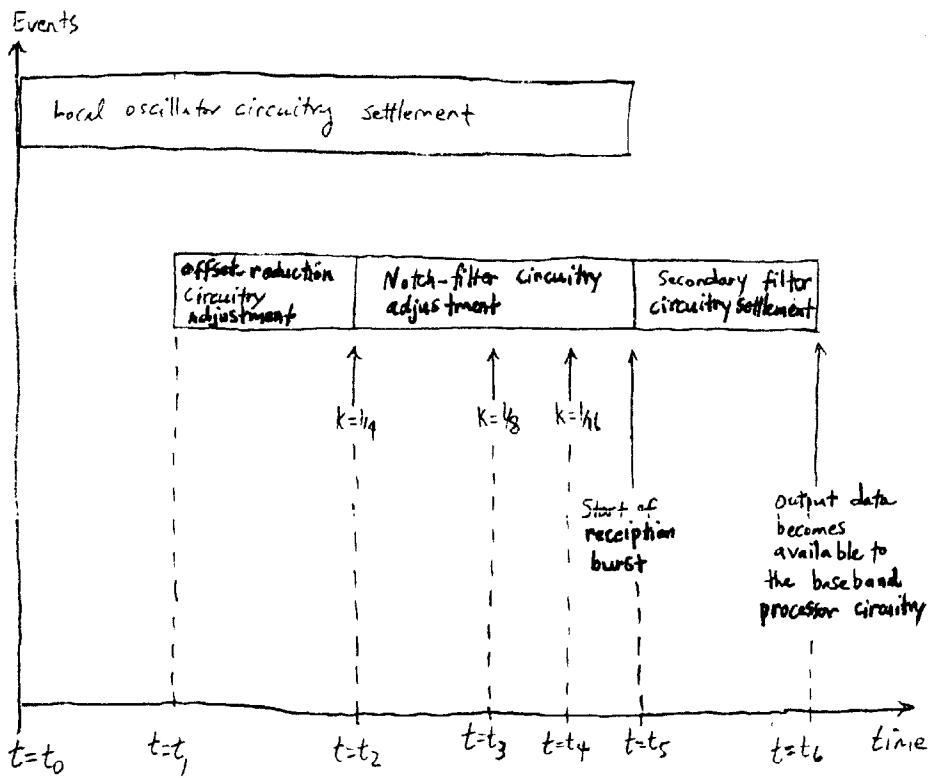 Events
Local oscillator circuitry settlement
offset-reduction
Circuitry
Adjustment
Notch-filter circuitry
adjustment
Secondary filter
circuitry settlement
k=1/4
k=1/8
k=1/16
Start of
reception
burst
output data
becomes
available to
the baseband
processor circuitry
t=t0
t=t1
t=t2
t=t3
t=t4
t=t5
t=t6
time